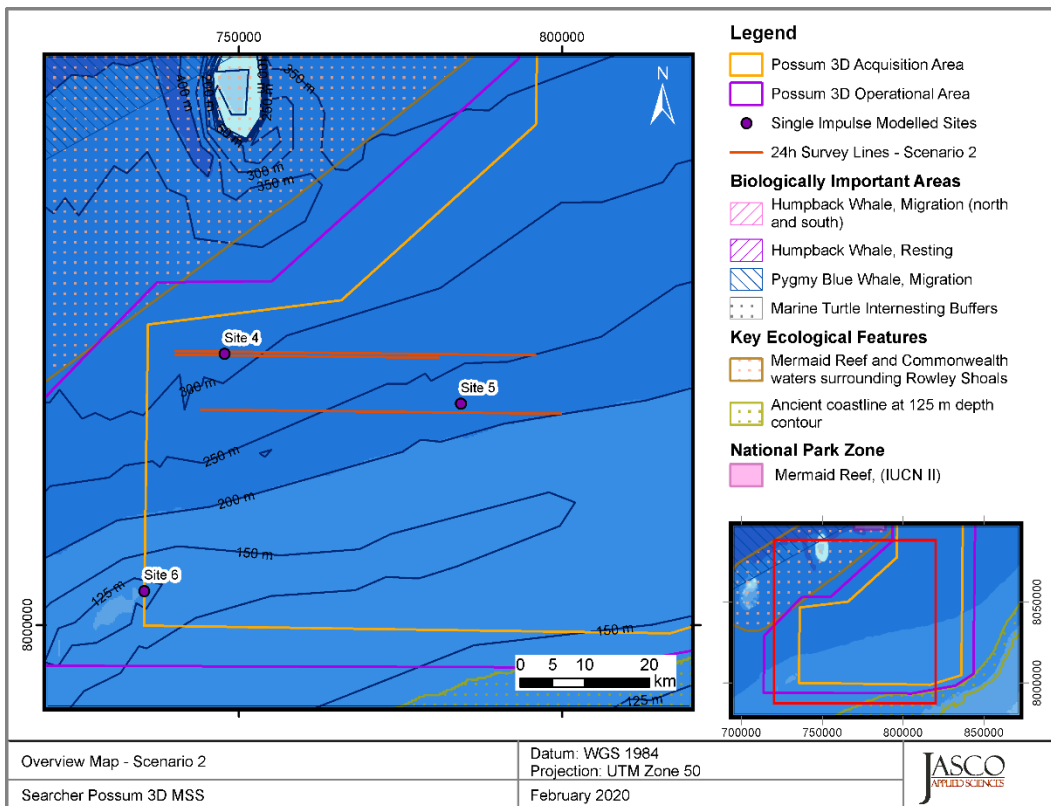 750000
800000
8000000
400 m
350 m
300 m
350 m
N
Site 4
300 m
Site 5
250 m
200 m
150 m
Site 6
125 m
150 m
0 5 10 20
km
125 m
Legend
Possum 3D Acquisition Area
Possum 3D Operational Area
Single Impulse Modelled Sites
24h Survey Lines - Scenario 2
Biologically Important Areas
Humpback Whale, Migration (north
and south)
Humpback Whale, Resting
Pygmy Blue Whale, Migration
Marine Turtle Internesting Buffers
Key Ecological Features
Mermaid Reef and Commonwealth
waters surrounding Rowley Shoals
Ancient coastline at 125 m depth
contour
National Park Zone
Mermaid Reef, (IUCN II)
8050000
8000000
700000 750000 800000 850000
Overview Map - Scenario 2
Searcher Possum 3D MSS
Datum: WGS 1984
Projection: UTM Zone 50
February 2020
JASCO
APPLIED SCIENCES